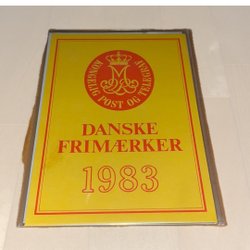 KONGELIG POST OG TELEGRAF
DANSKE
FRIMÆRKER
1983